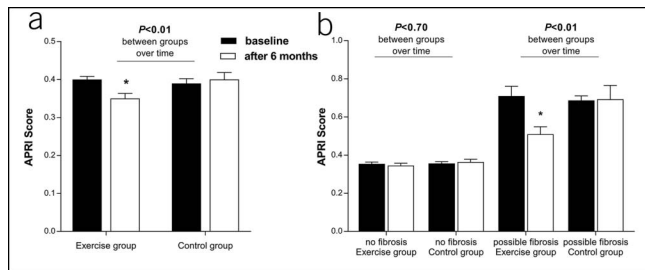 a
P<0.01
between groups
over time
baseline
after 6 months
APRI Score
0.5
0.4
0.3
0.2
0.1
0.0
*
Exercise group
Control group
b
P<0.70
between groups
over time
P<0.01
between groups
over time
APRI Score
1.0
0.8
0.6
0.4
0.2
0.0
*
no fibrosis
Exercise group
no fibrosis
Control group
possible fibrosis
Exercise group
possible fibrosis
Control group